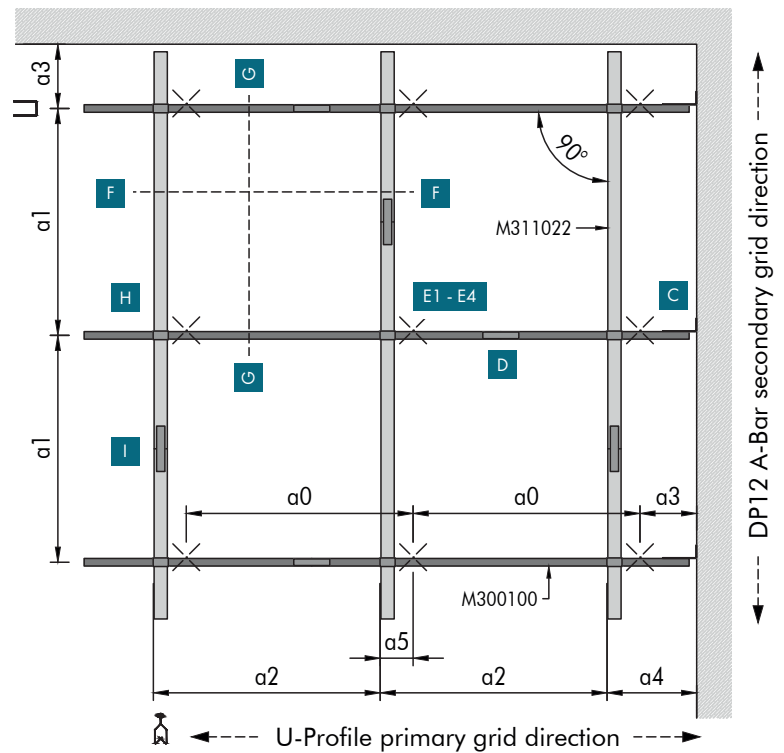 a3
G
90°
F
F
a1
M311022
H
E1 - E4
C
G
D
a1
I
a0
a0
a3
M300100
a5
a2
a2
a4
U-Profile primary grid direction
DP12 A-Bar secondary grid direction